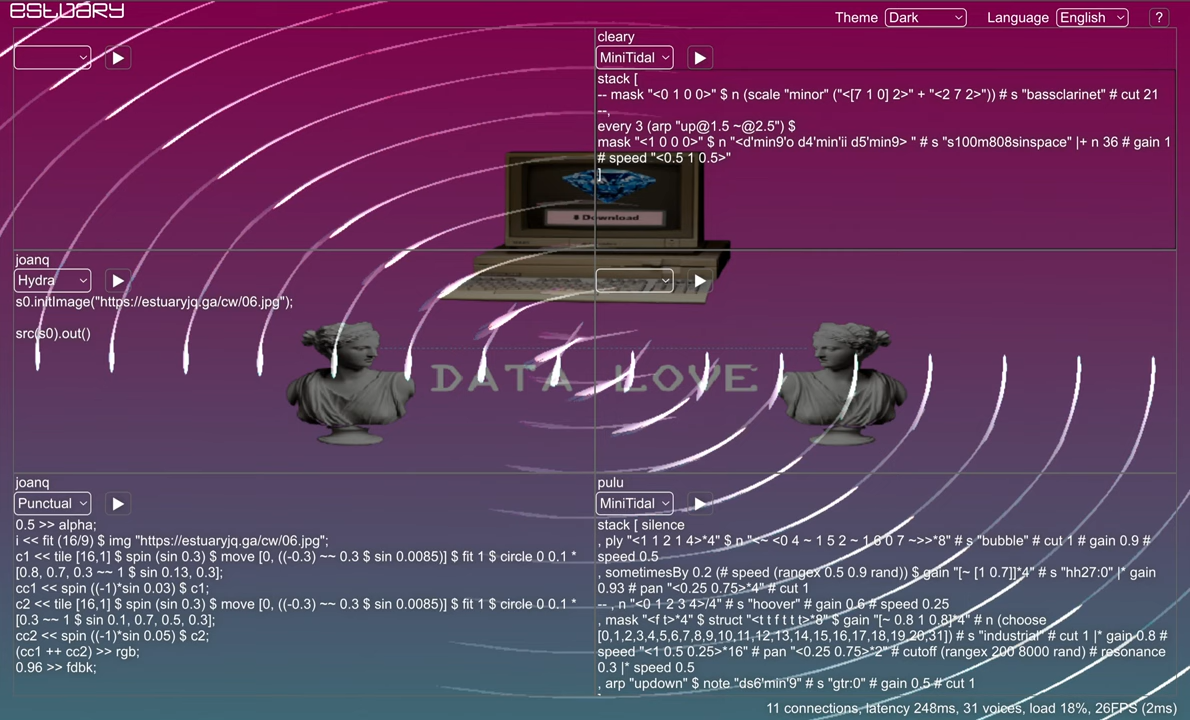 estuary
Theme Dark Language English ?
cleary
MiniTidal
stack [
-- mask "<0 1 0 0>" $ n (scale "minor" ("<[7 1 0] 2>" + "<2 7 2>")) # s "bassclarinet" # cut 21
--,
every 3 (arp "up@1.5 ~@2.5") $
mask "<1 0 0 0>" $ n "<d'min9'o d4'min'ii d5'min9> " # s "s100m808sinspace" |+ n 36 # gain 1
# speed "<0.5 1 0.5>"
]
Download
joanq
Hydra
s0.initImage("https://estuaryjq.ga/cw/06.jpg");
src(s0).out()
DATA LOVE
joanq
Punctual
0.5 >> alpha;
i << fit (16/9) $ img "https://estuaryjq.ga/cw/06.jpg";
c1 << tile [16,1] $ spin (sin 0.3) $ move [0, ((-0.3) ~~ 0.3 $ sin 0.0085)] $ fit 1 $ circle 0 0.1 *
[0.8, 0.7, 0.3 ~~ 1 $ sin 0.13, 0.3];
cc1 << spin ((-1)*sin 0.03) $ c1;
c2 << tile [16,1] $ spin (sin 0.3) $ move [0, ((-0.3) ~~ 0.3 $ sin 0.0085)] $ fit 1 $ circle 0 0.1 *
[0.3 ~~ 1 $ sin 0.1, 0.7, 0.5, 0.3];
cc2 << spin ((-1)*sin 0.05) $ c2;
(cc1 ++ cc2) >> rgb;
0.96 >> fdbk;
pulu
MiniTidal
stack [ silence
, ply "<1 1 2 1 4>*4" $ n "<~ <0 4 ~ 1 5 2 ~ 1 6 0 7 ~>>*8" # s "bubble" # cut 1 # gain 0.9 #
speed 0.5
, sometimesBy 0.2 (# speed (rangex 0.5 0.9 rand)) $ gain "[~ [1 0.7]]*4" # s "hh27:0" |* gain
0.93 # pan "<0.25 0.75>*4" # cut 1
-- , n "<0 1 2 3 4>/4" # s "hoover" # gain 0.6 # speed 0.25
, mask "<f t>*4" $ struct "<t t f t t t>*8" $ gain "[~ 0.8 1 0.8]*4" # n (choose
[0,1,2,3,4,5,6,7,8,9,10,11,12,13,14,15,16,17,18,19,20,31]) # s "industrial" # cut 1 |* gain 0.8 #
speed "<1 0.5 0.25>*16" # pan "<0.25 0.75>*2" # cutoff (rangex 200 8000 rand) # resonance
0.3 |* speed 0.5
, arp "updown" $ note "ds6'min'9" # s "gtr:0" # gain 0.5 # cut 1
11 connections, latency 248ms, 31 voices, load 18%, 26FPS (2ms)